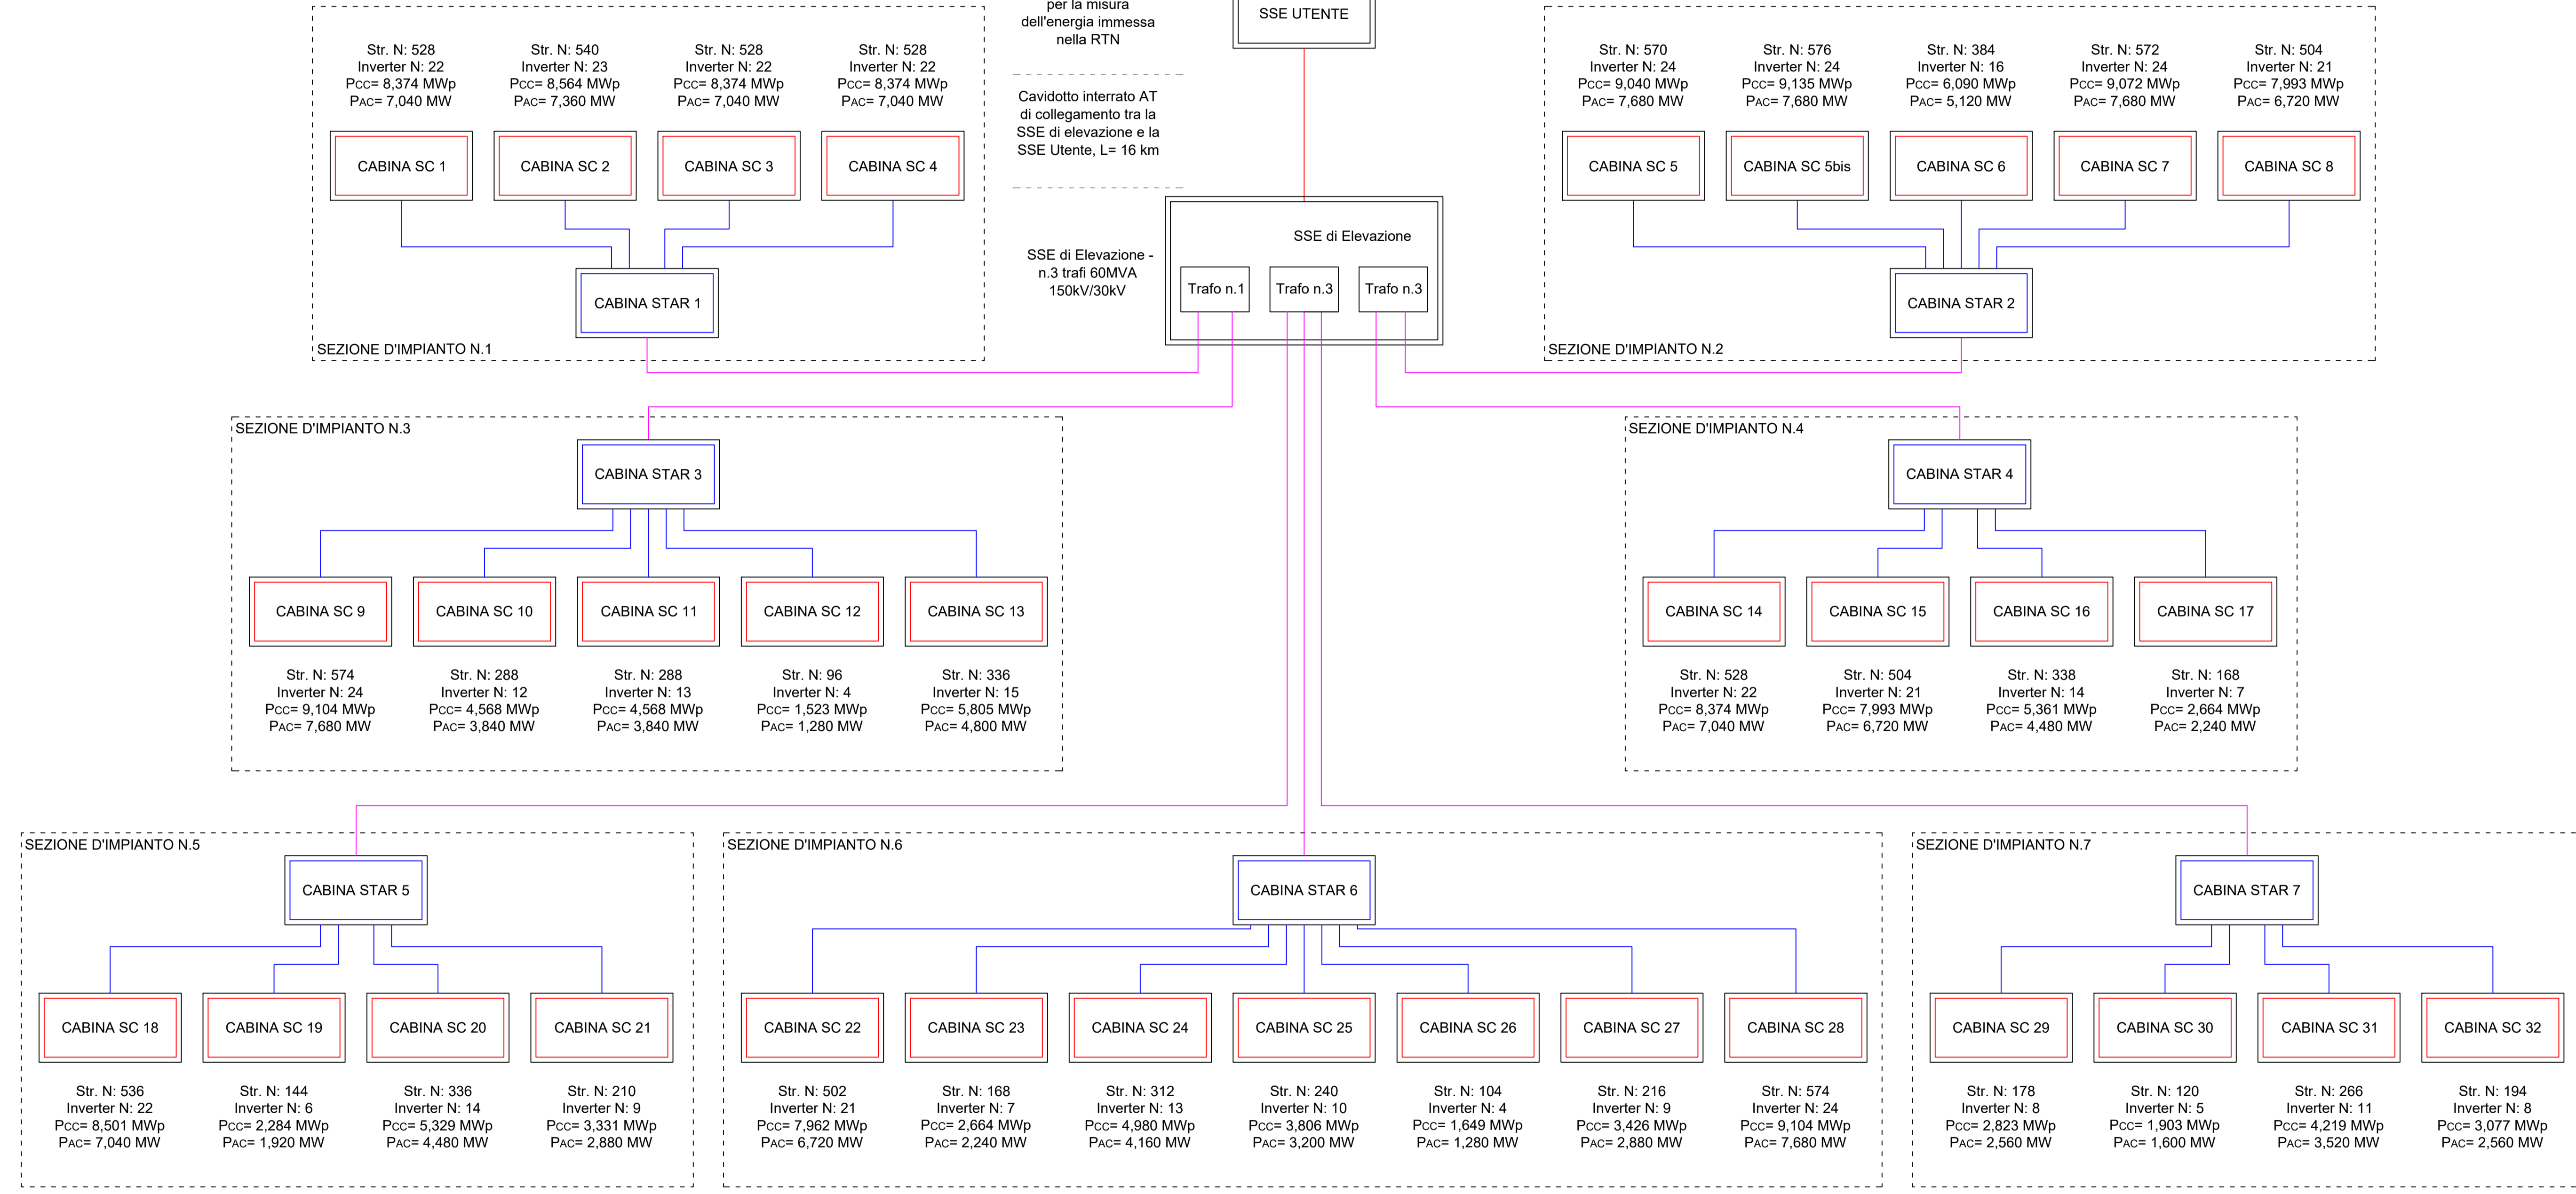 per la misura
dell'energia immessa
nella RTN
SSE UTENTE
Str. N: 528
Inverter N: 22
PCC= 8,374 MWp
PAC= 7,040 MW
Str. N: 540
Inverter N: 23
PCC= 8,564 MWp
PAC= 7,360 MW
Str. N: 528
Inverter N: 22
PCC= 8,374 MWp
PAC= 7,040 MW
Str. N: 528
Inverter N: 22
PCC= 8,374 MWp
PAC= 7,040 MW
CABINA SC 1
CABINA SC 2
CABINA SC 3
CABINA SC 4
CABINA STAR 1
SEZIONE D'IMPIANTO N.1
Cavidotto interrato AT
di collegamento tra la
SSE di elevazione e la
SSE Utente, L= 16 km
SSE di Elevazione -
n.3 trafi 60MVA
150kV/30kV
SSE di Elevazione
Trafo n.1
Trafo n.3
Trafo n.3
Str. N: 570
Inverter N: 24
PCC= 9,040 MWp
PAC= 7,680 MW
Str. N: 576
Inverter N: 24
PCC= 9,135 MWp
PAC= 7,680 MW
Str. N: 384
Inverter N: 16
PCC= 6,090 MWp
PAC= 5,120 MW
Str. N: 572
Inverter N: 24
PCC= 9,072 MWp
PAC= 7,680 MW
Str. N: 504
Inverter N: 21
PCC= 7,993 MWp
PAC= 6,720 MW
CABINA SC 5
CABINA SC 5bis
CABINA SC 6
CABINA SC 7
CABINA SC 8
CABINA STAR 2
SEZIONE D'IMPIANTO N.2
SEZIONE D'IMPIANTO N.3
CABINA STAR 3
CABINA SC 9
CABINA SC 10
CABINA SC 11
CABINA SC 12
CABINA SC 13
Str. N: 574
Inverter N: 24
PCC= 9,104 MWp
PAC= 7,680 MW
Str. N: 288
Inverter N: 12
PCC= 4,568 MWp
PAC= 3,840 MW
Str. N: 288
Inverter N: 13
PCC= 4,568 MWp
PAC= 3,840 MW
Str. N: 96
Inverter N: 4
PCC= 1,523 MWp
PAC= 1,280 MW
Str. N: 336
Inverter N: 15
PCC= 5,805 MWp
PAC= 4,800 MW
SEZIONE D'IMPIANTO N.4
CABINA STAR 4
CABINA SC 14
CABINA SC 15
CABINA SC 16
CABINA SC 17
Str. N: 528
Inverter N: 22
PCC= 8,374 MWp
PAC= 7,040 MW
Str. N: 504
Inverter N: 21
PCC= 7,993 MWp
PAC= 6,720 MW
Str. N: 338
Inverter N: 14
PCC= 5,361 MWp
PAC= 4,480 MW
Str. N: 168
Inverter N: 7
PCC= 2,664 MWp
PAC= 2,240 MW
SEZIONE D'IMPIANTO N.5
CABINA STAR 5
CABINA SC 18
CABINA SC 19
CABINA SC 20
CABINA SC 21
Str. N: 536
Inverter N: 22
PCC= 8,501 MWp
PAC= 7,040 MW
Str. N: 144
Inverter N: 6
PCC= 2,284 MWp
PAC= 1,920 MW
Str. N: 336
Inverter N: 14
PCC= 5,329 MWp
PAC= 4,480 MW
Str. N: 210
Inverter N: 9
PCC= 3,331 MWp
PAC= 2,880 MW
SEZIONE D'IMPIANTO N.6
CABINA STAR 6
CABINA SC 22
CABINA SC 23
CABINA SC 24
CABINA SC 25
CABINA SC 26
CABINA SC 27
CABINA SC 28
Str. N: 502
Inverter N: 21
PCC= 7,962 MWp
PAC= 6,720 MW
Str. N: 168
Inverter N: 7
PCC= 2,664 MWp
PAC= 2,240 MW
Str. N: 312
Inverter N: 13
PCC= 4,980 MWp
PAC= 4,160 MW
Str. N: 240
Inverter N: 10
PCC= 3,806 MWp
PAC= 3,200 MW
Str. N: 104
Inverter N: 4
PCC= 1,649 MWp
PAC= 1,280 MW
Str. N: 216
Inverter N: 9
PCC= 3,426 MWp
PAC= 2,880 MW
Str. N: 574
Inverter N: 24
PCC= 9,104 MWp
PAC= 7,680 MW
SEZIONE D'IMPIANTO N.7
CABINA STAR 7
CABINA SC 29
CABINA SC 30
CABINA SC 31
CABINA SC 32
Str. N: 178
Inverter N: 8
PCC= 2,823 MWp
PAC= 2,560 MW
Str. N: 120
Inverter N: 5
PCC= 1,903 MWp
PAC= 1,600 MW
Str. N: 266
Inverter N: 11
PCC= 4,219 MWp
PAC= 3,520 MW
Str. N: 194
Inverter N: 8
PCC= 3,077 MWp
PAC= 2,560 MW